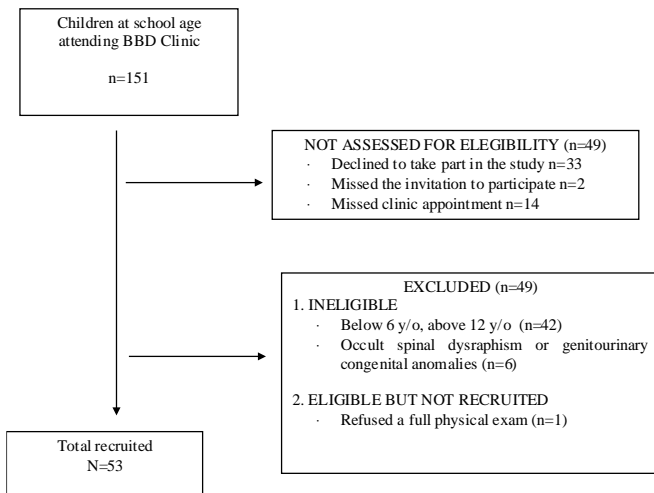 Children at school age
attending BBD Clinic
n=151
NOT ASSESSED FOR ELEGIBILITY (n=49)
· Declined to take part in the study n=33
· Missed the invitation to participate n=2
· Missed clinic appointment n=14
EXCLUDED (n=49)
1. INELIGIBLE
· Below 6 y/o, above 12 y/o (n=42)
· Occult spinal dysraphism or genitourinary
congenital anomalies (n=6)
2. ELIGIBLE BUT NOT RECRUITED
· Refused a full physical exam (n=1)
Total recruited
N=53